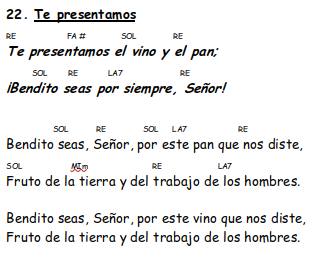 22. Te presentamos
RE FA# SOL RE
Te presentamos el vino y el pan;
SOL RE LA7 RE
¡Bendito seas por siempre, Señor!
SOL RE SOL LA7 RE
Bendito seas, Señor, por este pan que nos diste,
SOL MIm RE LA7
Fruto de la tierra y del trabajo de los hombres.
Bendito seas, Señor, por este vino que nos diste,
Fruto de la tierra y del trabajo de los hombres.